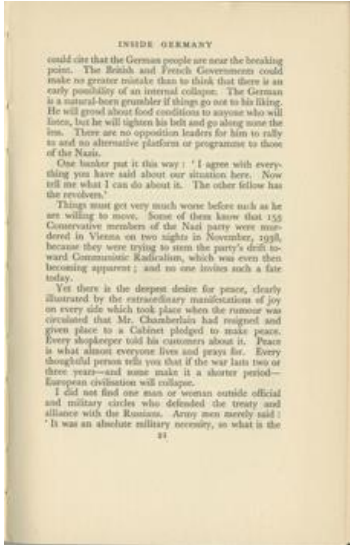 INSIDE GERMANY
could cite that the German people are near the breaking
point. The British and French Governments could
make no greater mistake than to think that there is an
early possibility of an internal collapse. The German
is a natural-born grumbler if things go not to his liking.
He will growl about food conditions to anyone who will
listen, but he will tighten his belt and go along none the
less. There are no opposition leaders for him to rally
to and no alternative platform or programme to those
of the Nazis.
One banker put it this way: ' I agree with every-
thing you have said about our situation here. Now
tell me what I can do about it. The other fellow has
the revolvers.'
Things must get very much worse before such as he
are willing to move. Some of them know that 155
Conservative members of the Nazi party were mur-
dered in Vienna on two nights in November, 1938,
because they were trying to stem the party's drift to-
ward Communistic Radicalism, which was even then
becoming apparent ; and no one invites such a fate
today.
Yet there is the deepest desire for peace, clearly
illustrated by the extraordinary manifestations of joy
on every side which took place when the rumour was
circulated that Mr. Chamberlain had resigned and
given place to a Cabinet pledged to make peace.
Every shopkeeper told his customers about it. Peace
is what almost everyone lives and prays for. Every
thoughtful person tells you that if the war lasts two or
three years—and some make it a shorter period—
European civilisation will collapse.
I did not find one man or woman outside official
and military circles who defended the treaty and
alliance with the Russians. Army men merely said :
' It was an absolute military necessity, so what is the
21